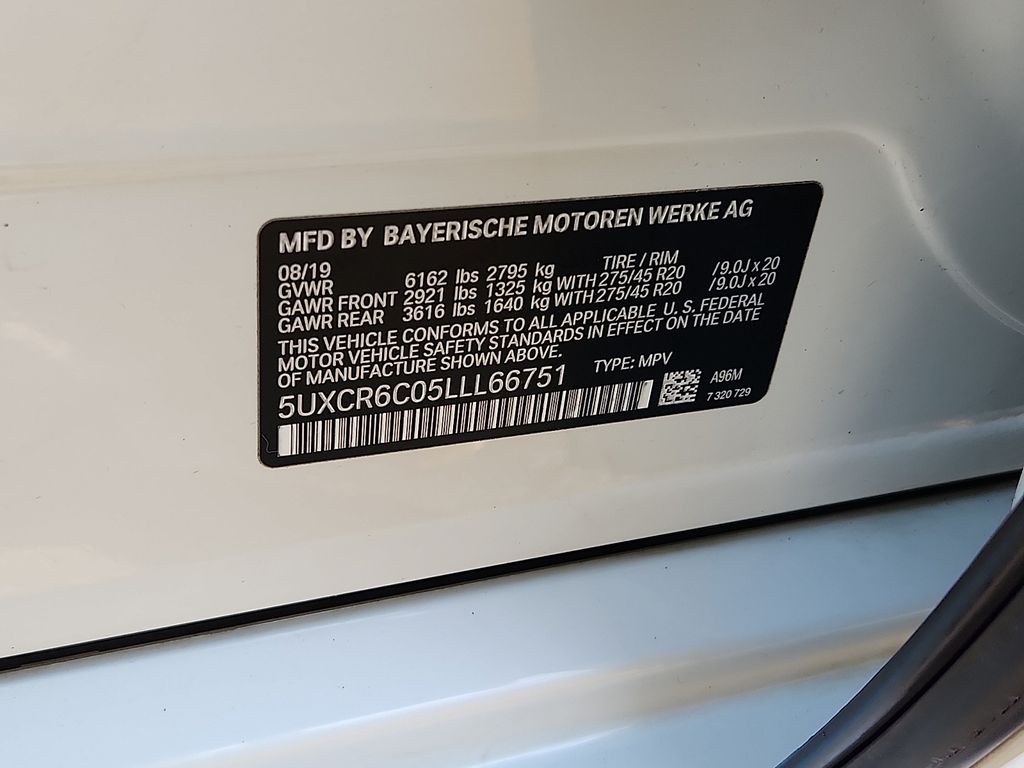 MFD BY BAYERISCHE MOTOREN WERKE AG
08/19 TIRE / RIM
GVWR 6162 lbs 2795 kg
GAWR FRONT 2921 lbs 1325 kg WITH 275/45 R20 / 9.0J x 20
GAWR REAR 3616 lbs 1640 kg WITH 275/45 R20 / 9.0J x 20
THIS VEHICLE CONFORMS TO ALL APPLICABLE U. S. FEDERAL
MOTOR VEHICLE SAFETY STANDARDS IN EFFECT ON THE DATE
OF MANUFACTURE SHOWN ABOVE. TYPE: MPV
5UXCR6C05LLL66751
A96M
7 320 729